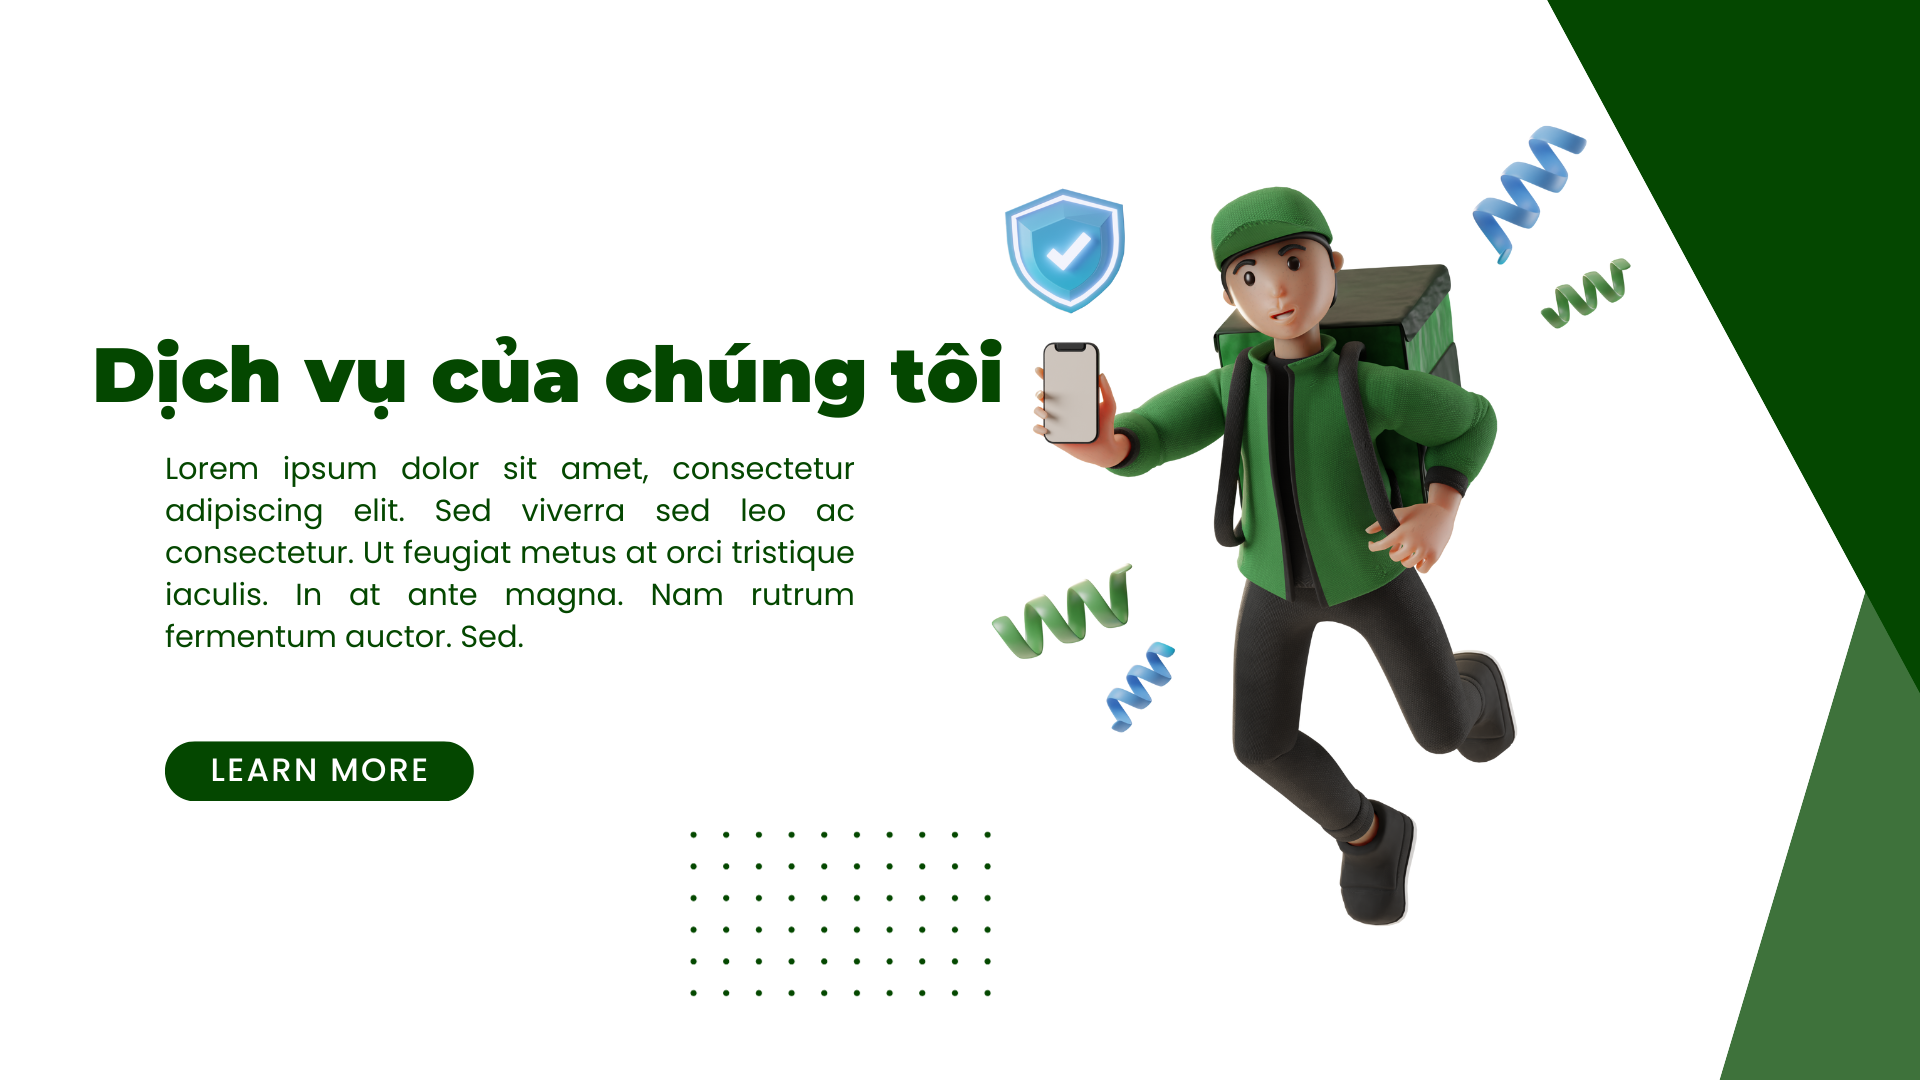 Dịch vụ của chúng tôi
Lorem ipsum dolor sit amet, consectetur
adipiscing elit. Sed viverra sed leo ac
consectetur. Ut feugiat metus at orci tristique
iaculis. In at ante magna. Nam rutrum
fermentum auctor. Sed.
LEARN MORE